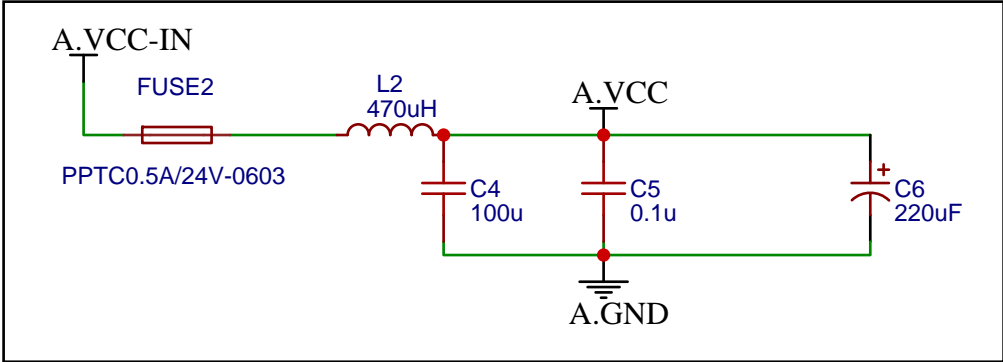 A.VCC-IN
FUSE2
PPTC0.5A/24V-0603
L2
470uH
A.VCC
C4
100u
C5
0.1u
+
C6
220uF
A.GND